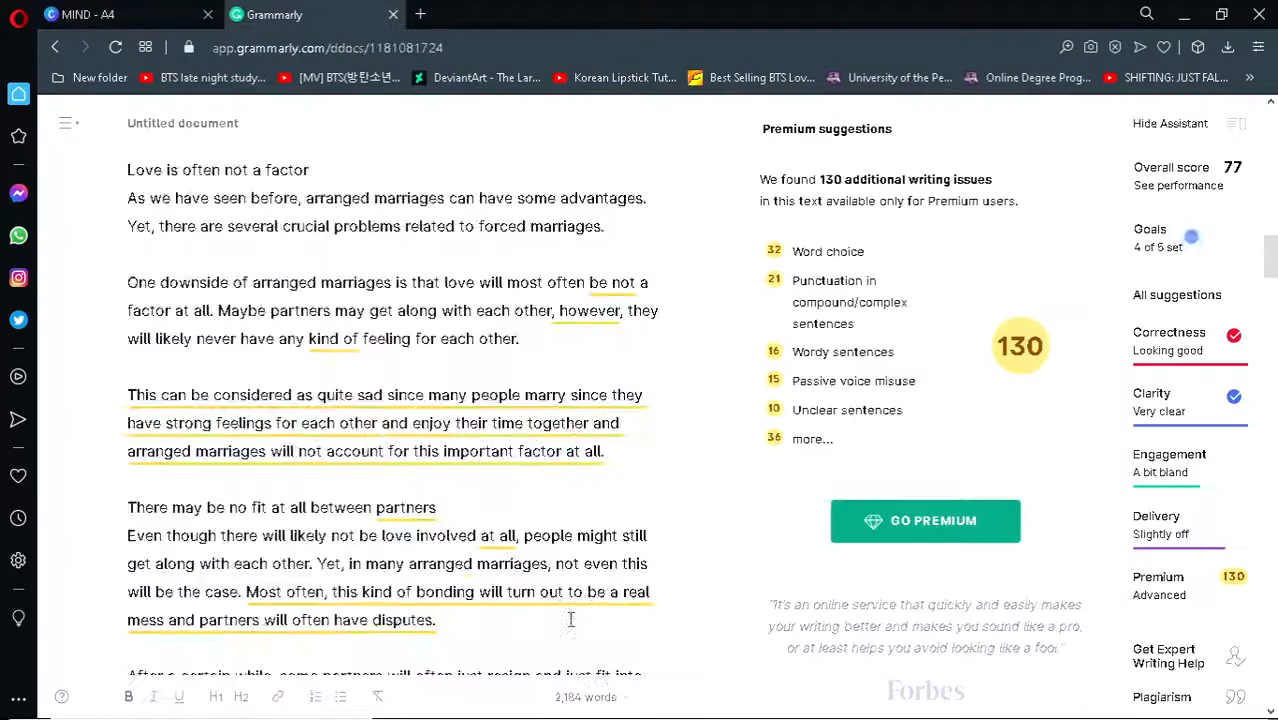 MIND - A4
Grammarly
app.grammarly.com/ddocs/1181081724
New folder
BTS late night study...
[MV] BTS(방탄소년...
DeviantArt - The Lar...
Korean Lipstick Tut...
Best Selling BTS Lov...
University of the Pe...
Online Degree Prog...
SHIFTING: JUST FAL...
Untitled document
Love is often not a factor
As we have seen before, arranged marriages can have some advantages.
Yet, there are several crucial problems related to forced marriages.
One downside of arranged marriages is that love will most often be not a
factor at all. Maybe partners may get along with each other, however, they
will likely never have any kind of feeling for each other.
This can be considered as quite sad since many people marry since they
have strong feelings for each other and enjoy their time together and
arranged marriages will not account for this important factor at all.
There may be no fit at all between partners
Even though there will likely not be love involved at all, people might still
get along with each other. Yet, in many arranged marriages, not even this
will be the case. Most often, this kind of bonding will turn out to be a real
mess and partners will often have disputes.
After a certain while, some partners will often just resign and just fit into
B I U H1 H2
2,184 words
Premium suggestions
We found 130 additional writing issues
in this text available only for Premium users.
32 Word choice
21 Punctuation in
compound/complex
sentences
16 Wordy sentences
15 Passive voice misuse
10 Unclear sentences
36 more...
130
GO PREMIUM
"It's an online service that quickly and easily makes
your writing better and makes you sound like a pro,
or at least helps you avoid looking like a fool."
Forbes
Hide Assistant
Overall score 77
See performance
Goals
4 of 5 set
All suggestions
Correctness
Looking good
Clarity
Very clear
Engagement
A bit bland
Delivery
Slightly off
Premium 130
Advanced
Get Expert
Writing Help
Plagiarism